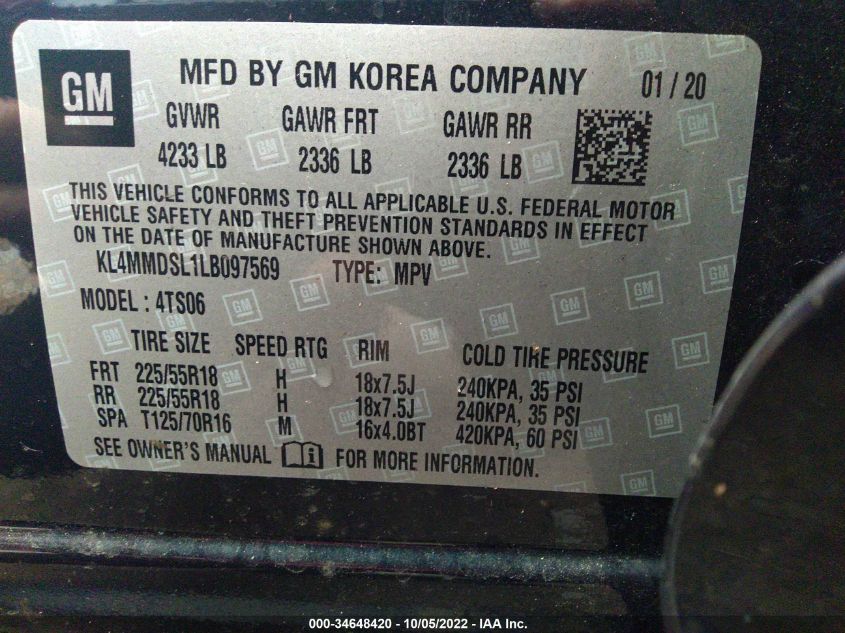 GM MFD BY GM KOREA COMPANY 01 / 20
GVWR GAWR FRT GAWR RR
4233 LB 2336 LB 2336 LB
THIS VEHICLE CONFORMS TO ALL APPLICABLE U.S. FEDERAL MOTOR
VEHICLE SAFETY AND THEFT PREVENTION STANDARDS IN EFFECT
ON THE DATE OF MANUFACTURE SHOWN ABOVE.
KL4MMDSL1LB097569 TYPE: MPV
MODEL : 4TS06
TIRE SIZE SPEED RTG RIM COLD TIRE PRESSURE
FRT 225/55R18 H 18x7.5J 240KPA, 35 PSI
RR 225/55R18 H 18x7.5J 240KPA, 35 PSI
SPA T125/70R16 M 16x4.0BT 420KPA, 60 PSI
SEE OWNER'S MANUAL i FOR MORE INFORMATION.
000-34648420 - 10/05/2022 - IAA Inc.